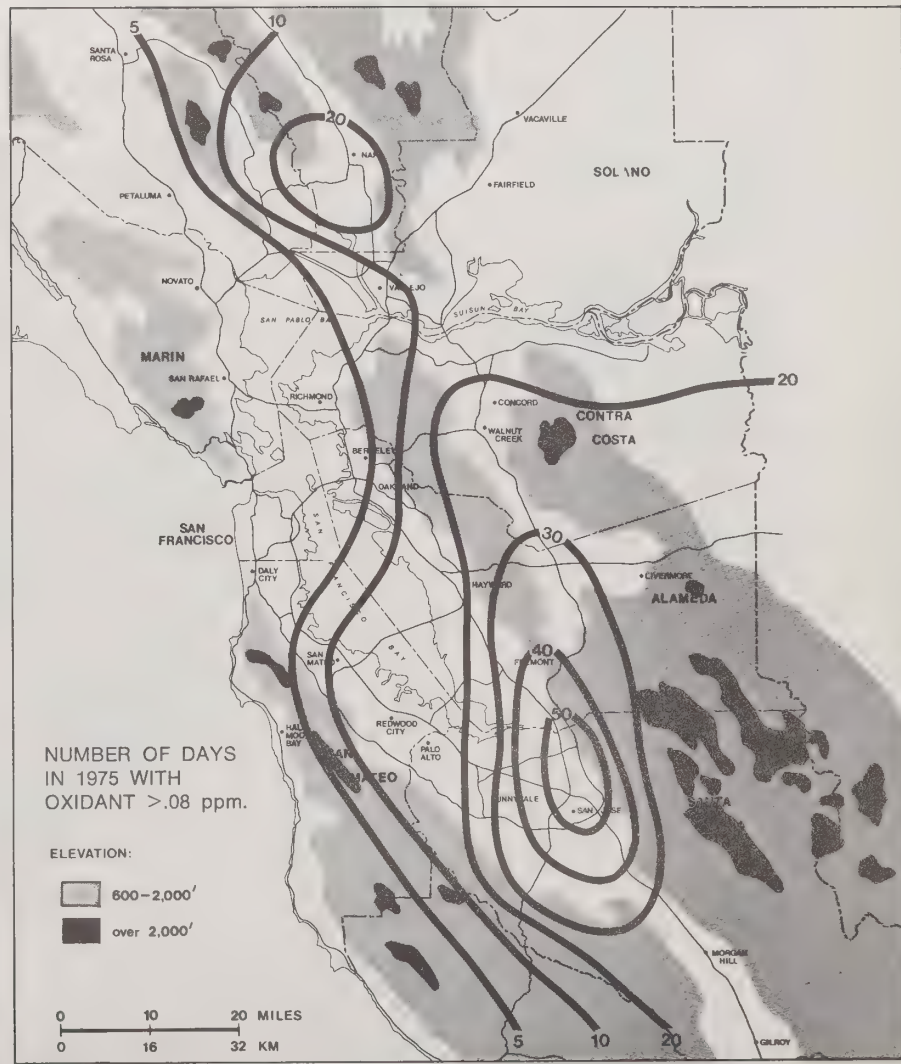 5
10
SANTA
ROSA
20
VACAVILLE
SOLANO
FAIRFIELD
PETALUMA
NOVATO
VALLEJO
SAN PABLO BAY
SUISUN BAY
MARIN
SAN RAFAEL
RICHMOND
20
CONCORD
CONTRA
COSTA
WALNUT
CREEK
BERKELEY
OAKLAND
SAN
FRANCISCO
SAN
FRANCISCO
BAY
30
DALY
CITY
HAYWARD
LIVERMORE
ALAMEDA
SAN
MATEO
40
FREMONT
50
HALF
MOON
BAY
REDWOOD
CITY
PALO
ALTO
SAN
MATEO
SUNNYVALE
SAN JOSE
SANTA
NUMBER OF DAYS
IN 1975 WITH
OXIDANT >.08 ppm.
ELEVATION:
600–2,000'
over 2,000'
MORGAN
HILL
GILROY
0 10 20 MILES
0 16 32 KM
5
10
20